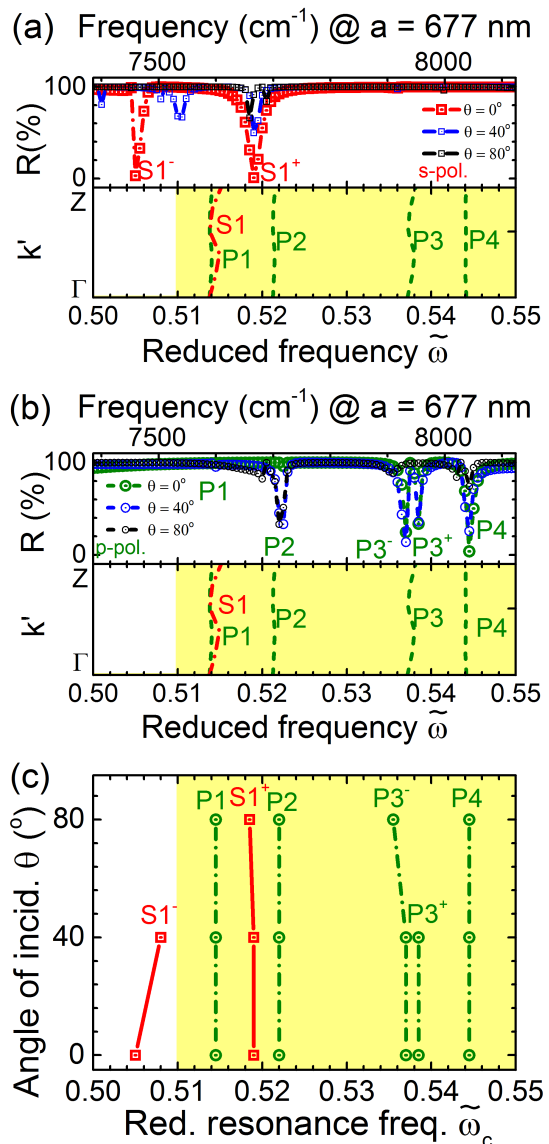 (a) Frequency (cm⁻¹) @ a = 677 nm
7500 8000
100
50
0
R(%)
S1⁻ S1⁺
θ = 0°
θ = 40°
θ = 80°
s-pol.
Z
k'
Γ
S1
P1 P2 P3 P4
0.50 0.51 0.52 0.53 0.54 0.55
Reduced frequency ω̃
(b) Frequency (cm⁻¹) @ a = 677 nm
7500 8000
100
50
0
R (%)
θ = 0°
θ = 40°
θ = 80°
p-pol.
P1 P2 P3⁻ P3⁺ P4
Z
k'
Γ
S1
P1 P2 P3 P4
0.50 0.51 0.52 0.53 0.54 0.55
Reduced frequency ω̃
(c)
Angle of incid. θ (°)
80
40
0
P1 S1⁺ P2 P3⁻ P4
S1⁻ P3⁺
0.50 0.51 0.52 0.53 0.54 0.55
Red. resonance freq. ω̃c